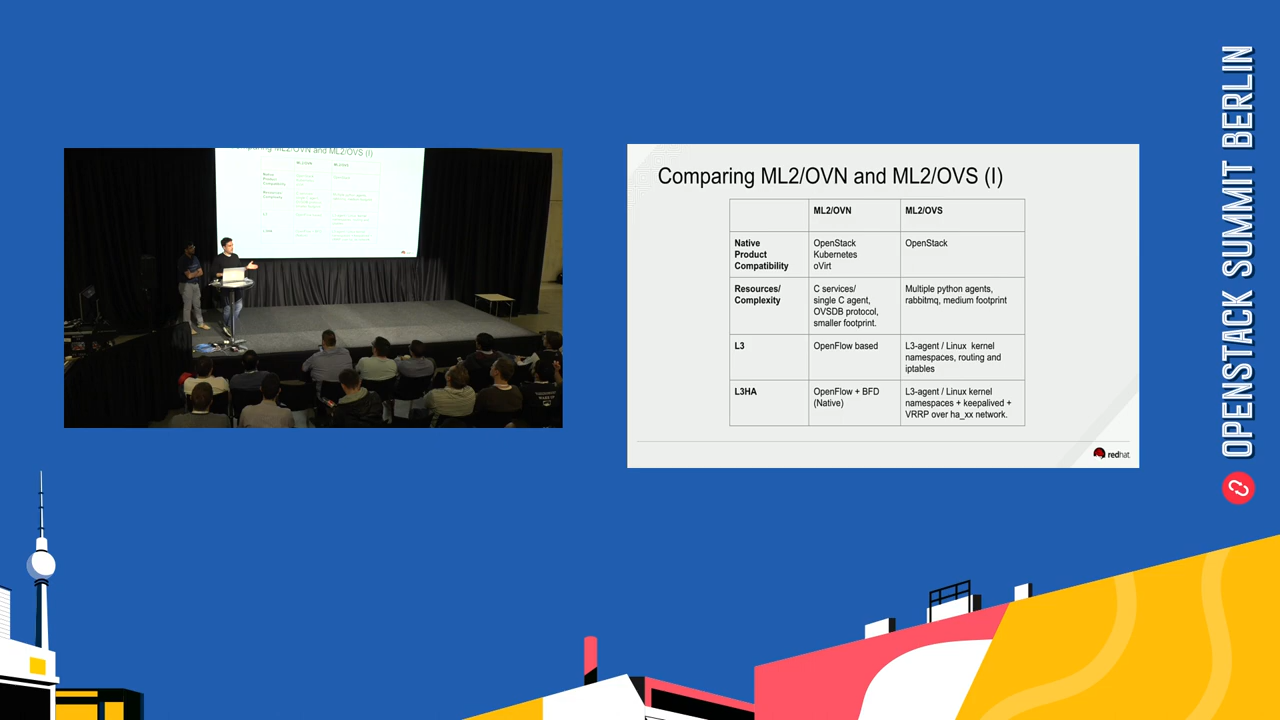 OPENSTACK SUMMIT BERLIN
Comparing ML2/OVN and ML2/OVS (I)
ML2/OVN
ML2/OVS
Native
Product
Compatibility
OpenStack
Kubernetes
oVirt
OpenStack
Resources/
Complexity
C services/
single C agent,
OVSDB protocol,
smaller footprint.
Multiple python agents,
rabbitmq, medium footprint
L3
OpenFlow based
L3-agent / Linux kernel
namespaces, routing and
iptables
L3HA
OpenFlow + BFD
(Native)
L3-agent / Linux kernel
namespaces + keepalived +
VRRP over ha_xx network.
redhat